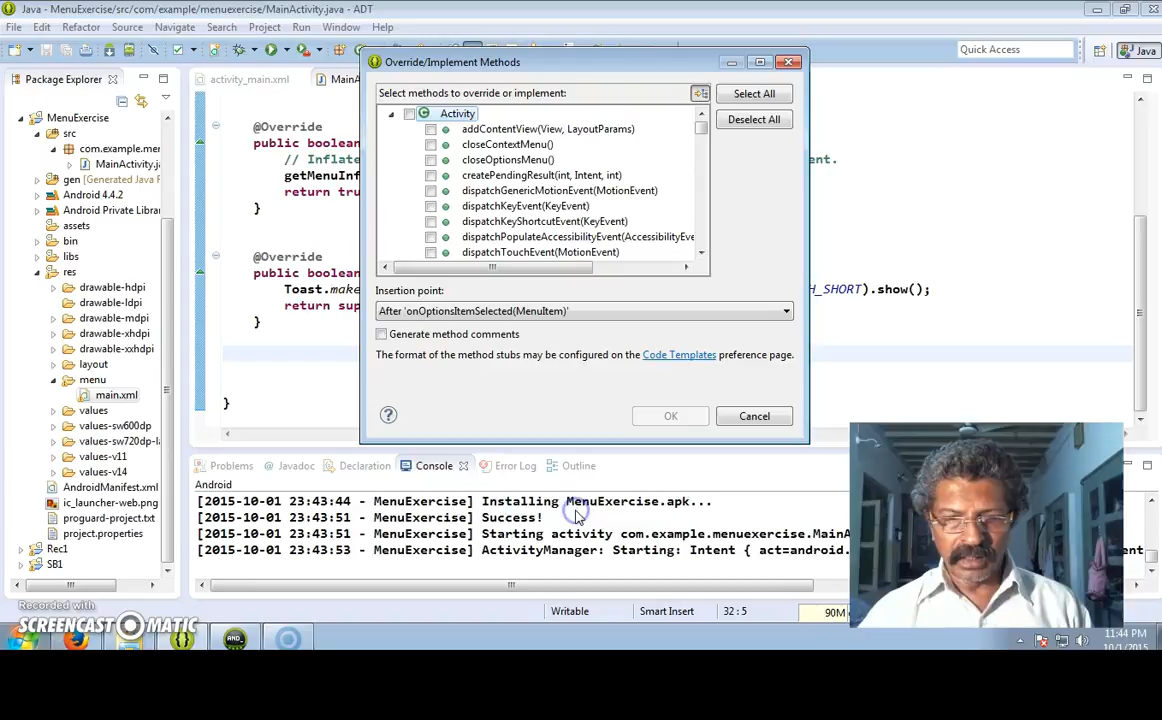 Java - MenuExercise/src/com/example/menuexercise/MainActivity.java - ADT
File Edit Refactor Source Navigate Search Project Run Window Help
Quick Access
Java
Package Explorer
activity_main.xml
MainA
MenuExercise
src
com.example.me
MainActivity.ja
gen [Generated Java F
Android 4.4.2
Android Private Librar
assets
bin
libs
res
drawable-hdpi
drawable-ldpi
drawable-mdpi
drawable-xhdpi
drawable-xxhdpi
layout
menu
main.xml
values
values-sw600dp
values-sw720dp-la
values-v11
values-v14
AndroidManifest.xml
ic_launcher-web.png
proguard-project.txt
project.properties
Rec1
SB1
@Override
public boolean
// Inflate
ent.
getMenuInf
return tru
}
@Override
public boolean
Toast.make
H_SHORT).show();
return sup
}
}
Override/Implement Methods
Select methods to override or implement:
Select All
Deselect All
Activity
addContentView(View, LayoutParams)
closeContextMenu()
closeOptionsMenu()
createPendingResult(int, Intent, int)
dispatchGenericMotionEvent(MotionEvent)
dispatchKeyEvent(KeyEvent)
dispatchKeyShortcutEvent(KeyEvent)
dispatchPopulateAccessibilityEvent(AccessibilityEve
dispatchTouchEvent(MotionEvent)
Insertion point:
After 'onOptionsItemSelected(MenuItem)'
Generate method comments
The format of the method stubs may be configured on the Code Templates preference page.
OK
Cancel
Problems @ Javadoc Declaration Console Error Log Outline
Android
[2015-10-01 23:43:44 - MenuExercise] Installing MenuExercise.apk...
[2015-10-01 23:43:51 - MenuExercise] Success!
[2015-10-01 23:43:51 - MenuExercise] Starting activity com.example.menuexercise.MainA
[2015-10-01 23:43:53 - MenuExercise] ActivityManager: Starting: Intent { act=android.
ent
Writable
Smart Insert
32 : 5
90M
Recorded with
SCREENCAST MATIC
AND
11:44 PM
10/1/2015